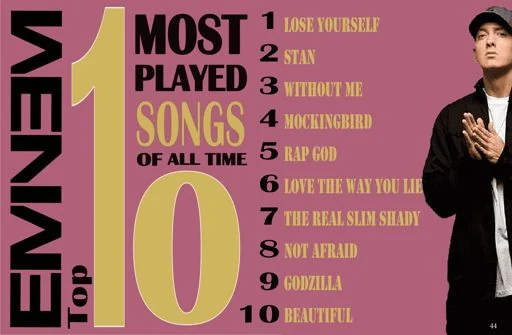 EMINEM
Top 10
MOST
PLAYED
SONGS
OF ALL TIME
1 LOSE YOURSELF
2 STAN
3 WITHOUT ME
4 MOCKINGBIRD
5 RAP GOD
6 LOVE THE WAY YOU LIE
7 THE REAL SLIM SHADY
8 NOT AFRAID
9 GODZILLA
10 BEAUTIFUL
44